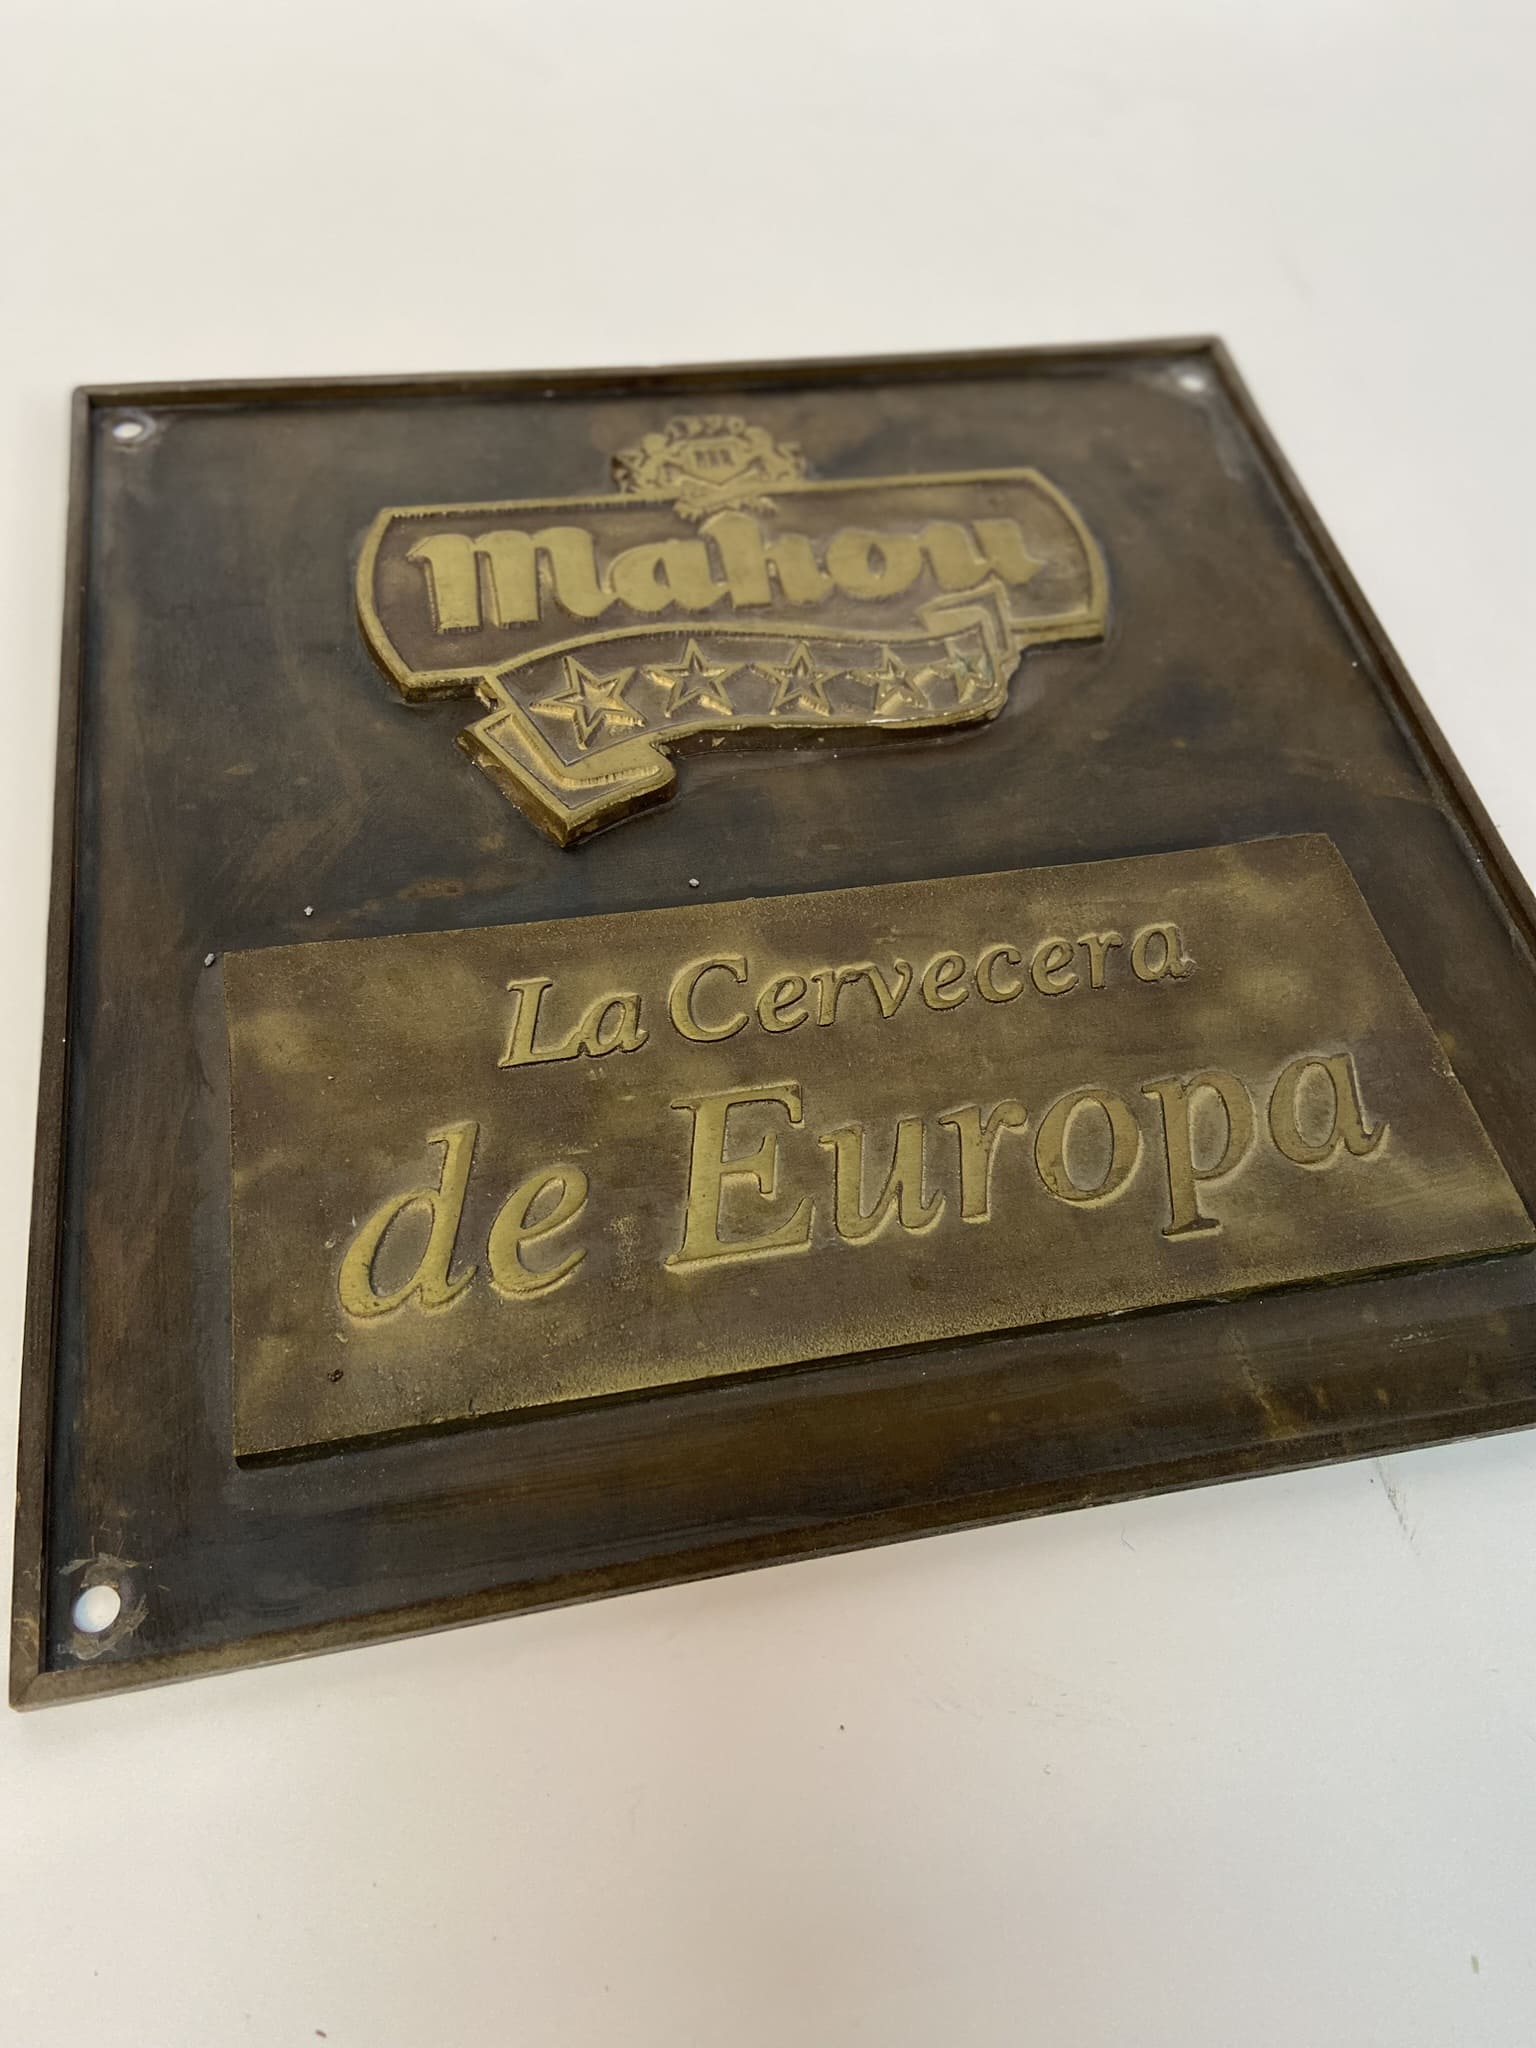 Mahou
La Cervecera
de Europa